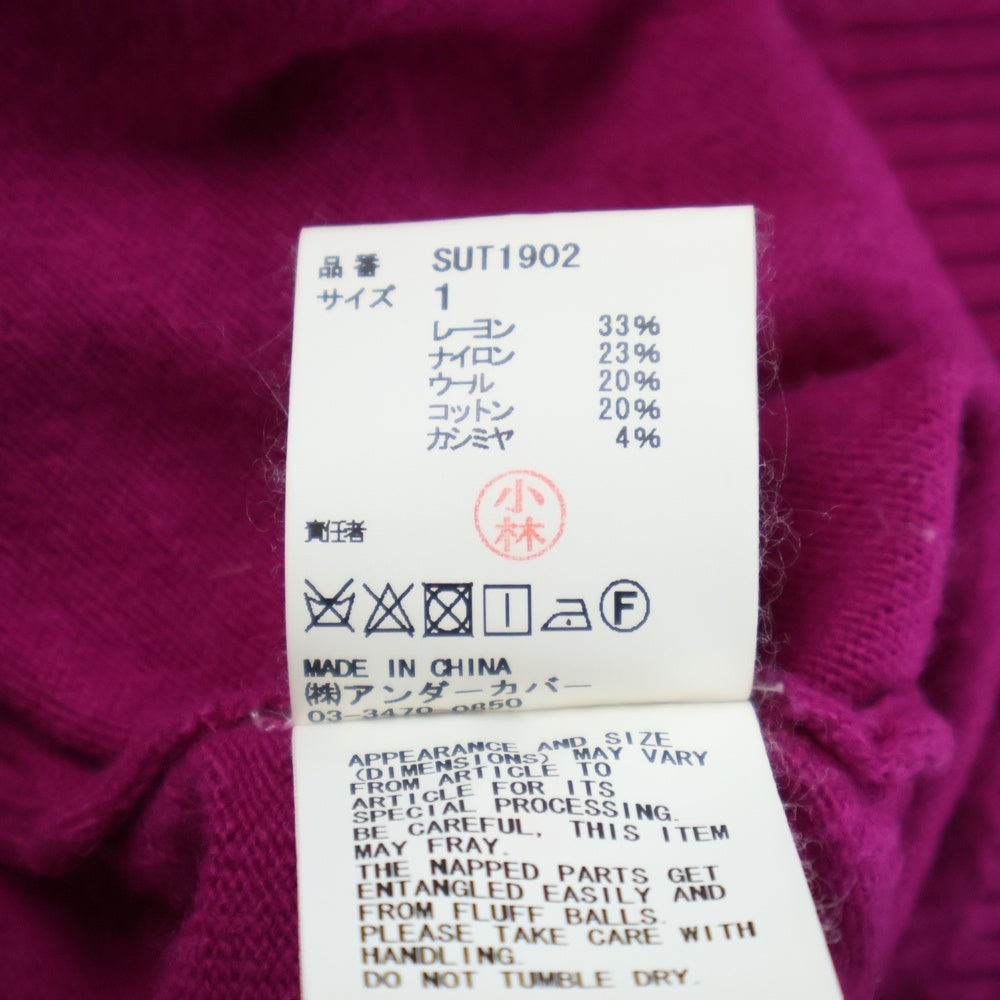 品番 SUT1902
サイズ 1
レーヨン 33%
ナイロン 23%
ウール 20%
コットン 20%
カシミヤ 4%
小林
責任者
F
MADE IN CHINA
㈱アンダーカバー
03-3470-0850
APPEARANCE AND SIZE
(DIMENSIONS) MAY VARY
FROM ARTICLE TO
ARTICLE FOR ITS
SPECIAL PROCESSING.
BE CAREFUL, THIS ITEM
MAY FRAY.
THE NAPPED PARTS GET
ENTANGLED EASILY AND
FROM FLUFF BALLS.
PLEASE TAKE CARE WITH
HANDLING.
DO NOT TUMBLE DRY.